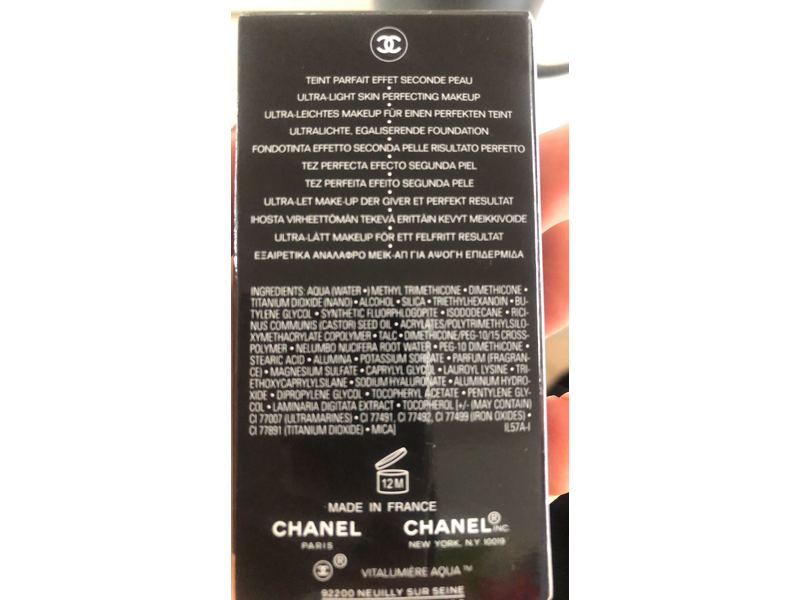 TEINT PARFAIT EFFET SECONDE PEAU
ULTRA-LIGHT SKIN PERFECTING MAKEUP
ULTRA-LEICHTES MAKEUP FÜR EINEN PERFEKTEN TEINT
ULTRALICHTE, EGALISERENDE FOUNDATION
FONDOTINTA EFFETTO SECONDA PELLE RISULTATO PERFETTO
TEZ PERFECTA EFECTO SEGUNDA PIEL
TEZ PERFEITA EFEITO SEGUNDA PELE
ULTRA-LET MAKE-UP DER GIVER ET PERFEKT RESULTAT
IHOSTA VIRHEETTÖMÄN TEKEVÄ ERITTÄIN KEVYT MEIKKIVOIDE
ULTRA-LÄTT MAKEUP FÖR ETT FELFRITT RESULTAT
ΕΞΑΙΡΕΤΙΚΑ ΑΝΑΛΑΦΡΟ ΜΕΙΚ-ΑΠ ΓΙΑ ΑΨΟΓΗ ΕΠΙΔΕΡΜΙΔΑ
INGREDIENTS: AQUA (WATER •) METHYL TRIMETHICONE • DIMETHICONE •
TITANIUM DIOXIDE (NANO) • ALCOHOL • SILICA • TRIETHYLHEXANOIN • BU-
TYLENE GLYCOL • SYNTHETIC FLUORPHLOGOPITE • ISODODECANE • RICI-
NUS COMMUNIS (CASTOR) SEED OIL • ACRYLATES/POLYTRIMETHYLSILO-
XYMETHACRYLATE COPOLYMER • TALC • DIMETHICONE/PEG-10/15 CROSS-
POLYMER • NELUMBO NUCIFERA ROOT WATER • PEG-10 DIMETHICONE •
STEARIC ACID • ALUMINA • POTASSIUM SORBATE • PARFUM (FRAGRAN-
CE) • MAGNESIUM SULFATE • CAPRYLYL GLYCOL • LAUROYL LYSINE • TRI-
ETHOXYCAPRYLYLSILANE • SODIUM HYALURONATE • ALUMINUM HYDRO-
XIDE • DIPROPYLENE GLYCOL • TOCOPHERYL ACETATE • PENTYLENE GLY-
COL • LAMINARIA DIGITATA EXTRACT • TOCOPHEROL [+/- (MAY CONTAIN)
CI 77007 (ULTRAMARINES) • CI 77491, CI 77492, CI 77499 (IRON OXIDES) •
CI 77891 (TITANIUM DIOXIDE) • MICA] IL57A-I
12M
MADE IN FRANCE
CHANEL CHANEL® INC.
PARIS NEW YORK, N.Y. 10019
® VITALUMIÈRE AQUA ™
92200 NEUILLY SUR SEINE